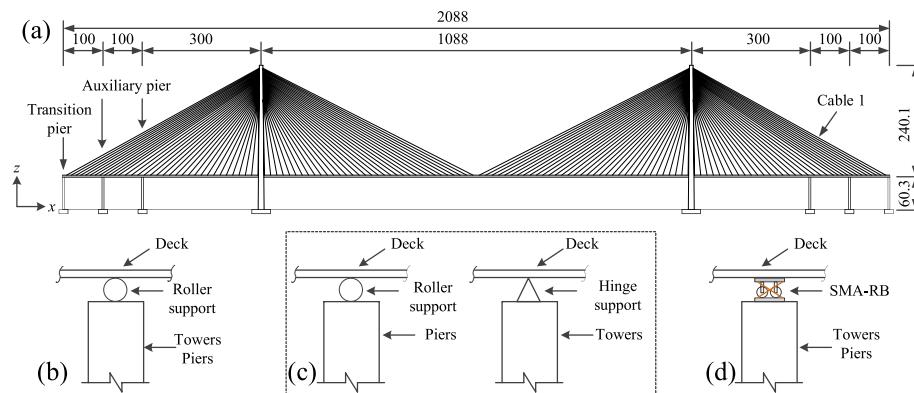 (a)
2088
100 100 300 1088 300 100 100
Auxiliary pier
Transition
pier
Cable 1
240.1
60.3
z
x
Deck
Roller
support
Towers
Piers
(b)
Deck
Roller
support
Piers
(c)
Deck
Hinge
support
Towers
Deck
SMA-RB
Towers
Piers
(d)